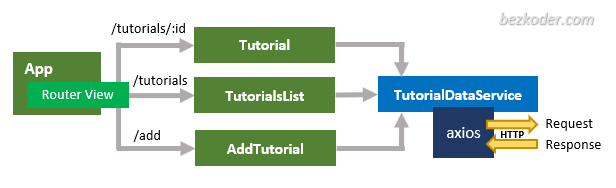 bezkoder.com
/tutorials/:id
Tutorial
App
Router View
/tutorials
TutorialsList
TutorialDataService
/add
AddTutorial
axios
HTTP
Request
Response